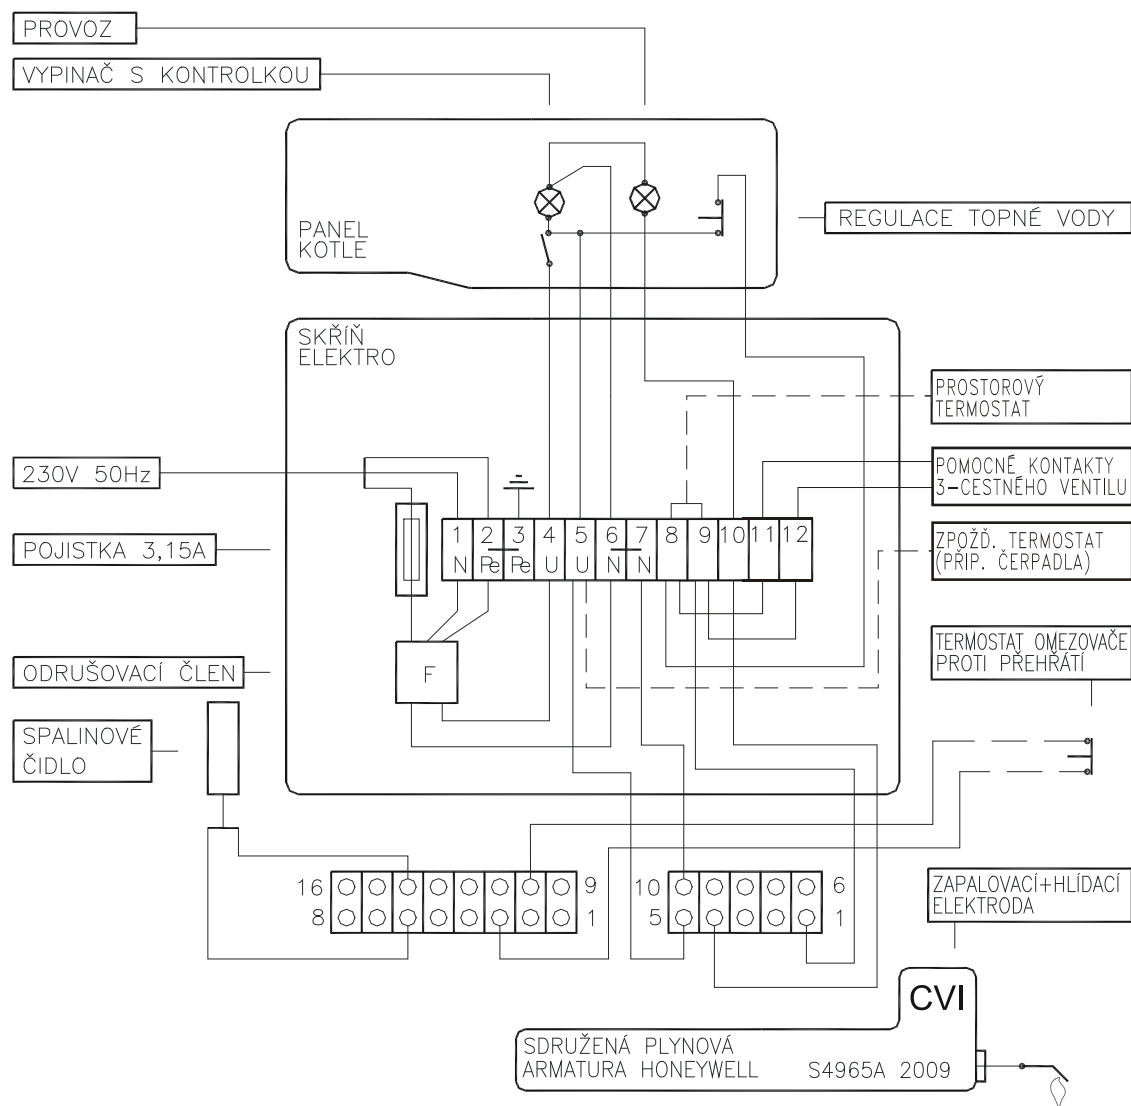 PROVOZ
VYPINAČ S KONTROLKOU
PANEL
KOTLE
REGULACE TOPNÉ VODY
SKŘÍŇ
ELEKTRO
PROSTOROVÝ
TERMOSTAT
230V 50Hz
POMOCNÉ KONTAKTY
3-CESTNÉHO VENTILU
POJISTKA 3,15A
1 2 3 4 5 6 7 8 9 10 11 12
N Pe Pe U U N N
ZPOŽĎ. TERMOSTAT
(PŘIP. ČERPADLA)
ODRUŠOVACÍ ČLEN
F
TERMOSTAT OMEZOVAČE
PROTI PŘEHŘÁTÍ
SPALINOVÉ
ČIDLO
16 9 10 6
8 1 5 1
ZAPALOVACÍ+HLÍDACÍ
ELEKTRODA
CVI
SDRUŽENÁ PLYNOVÁ
ARMATURA HONEYWELL S4965A 2009